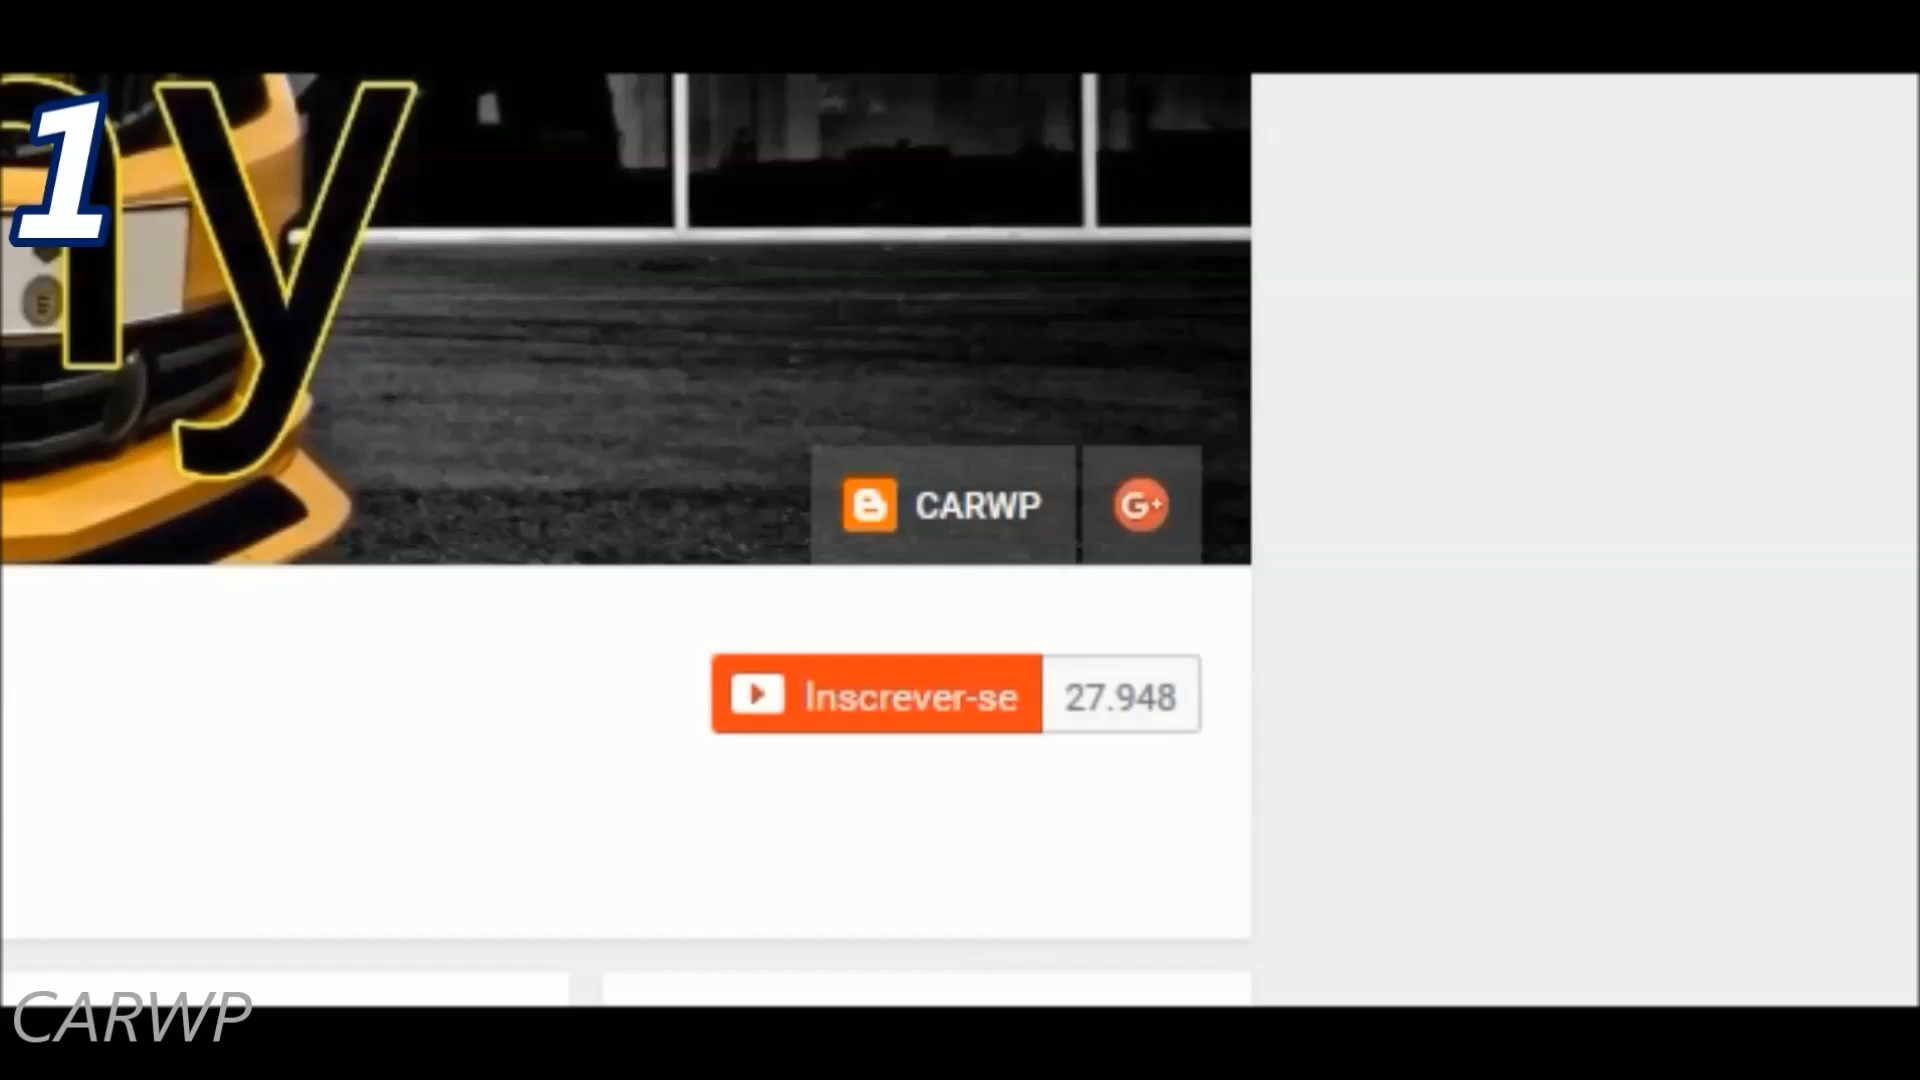 1
y
CARWP
G+
Inscrever-se 27.948
CARWP